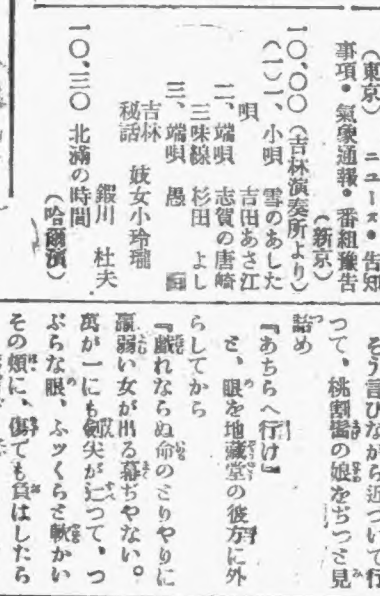 （東京）　ニュース・告知
事項・氣象通報・番組豫告
（新京）
一〇、〇〇（吉林演奏所より）
（一）一、小唄　雪のあした
唄　吉田あさ江
二、端唄　志賀の唐崎
三味線　杉田　よし
三、端唄　愚
吉林　妓女小玲瓏
秘話
鍜川　杜夫
一〇、三〇　北滿の時間
（哈爾濱）
そう言ひながら近づいて行
つて、桃割髷の娘をぢつと見
詰め
『あちらへ行け』
と、眼を地藏堂の彼方に外
らしてから
『戯れならぬ命のとりやりに
羸弱い女が出る幕ぢやない。
萬が一にも劍尖が辷つて、つ
ぶらな眼、ふツくらと軟かい
その頬に、傷でも負はしたら